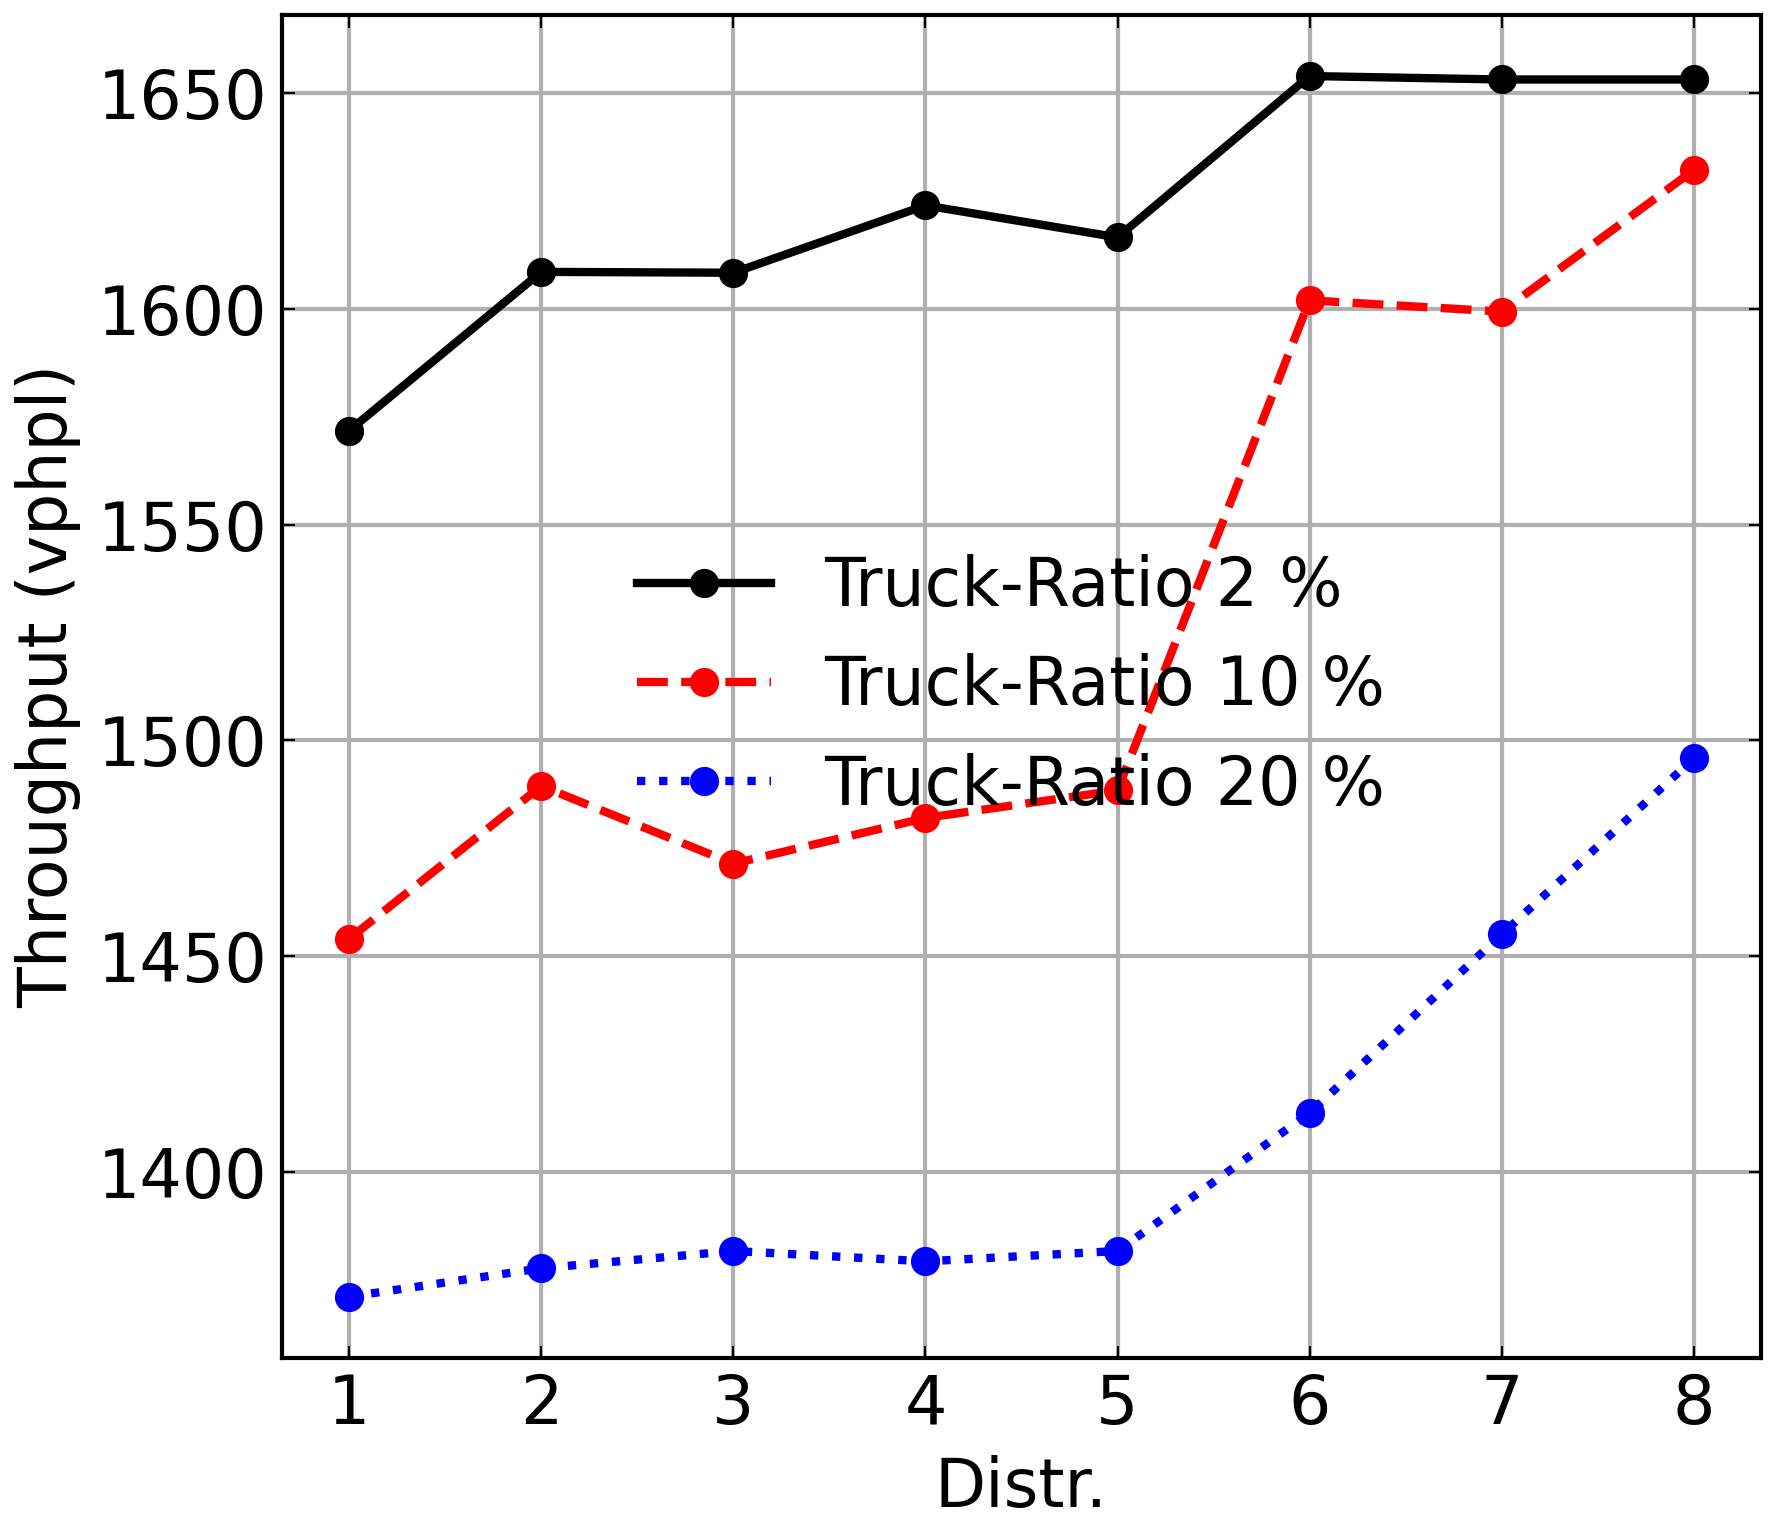 1650
1600
1550
1500
1450
1400
Throughput (vphpl)
Truck-Ratio 2 %
Truck-Ratio 10 %
Truck-Ratio 20 %
1 2 3 4 5 6 7 8
Distr.